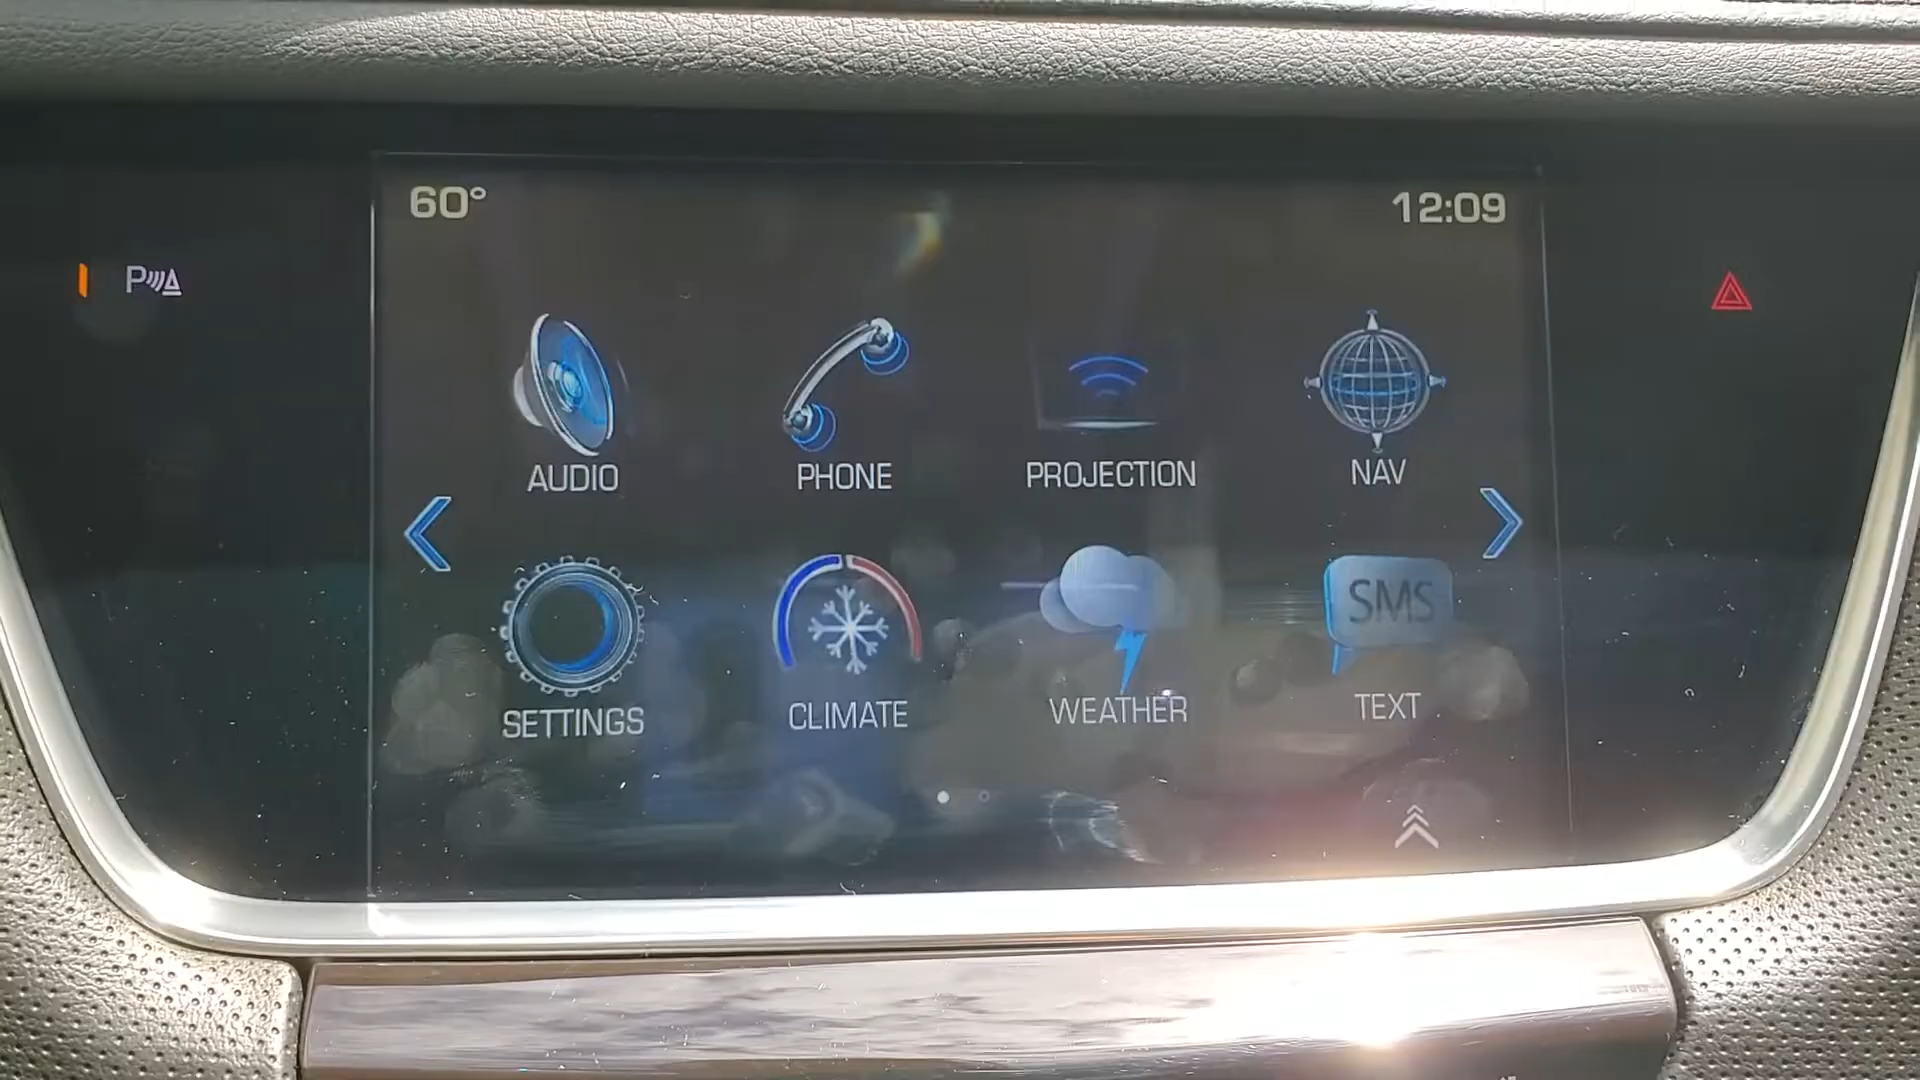 60° 12:09
P
AUDIO PHONE PROJECTION NAV
SMS
SETTINGS CLIMATE WEATHER TEXT